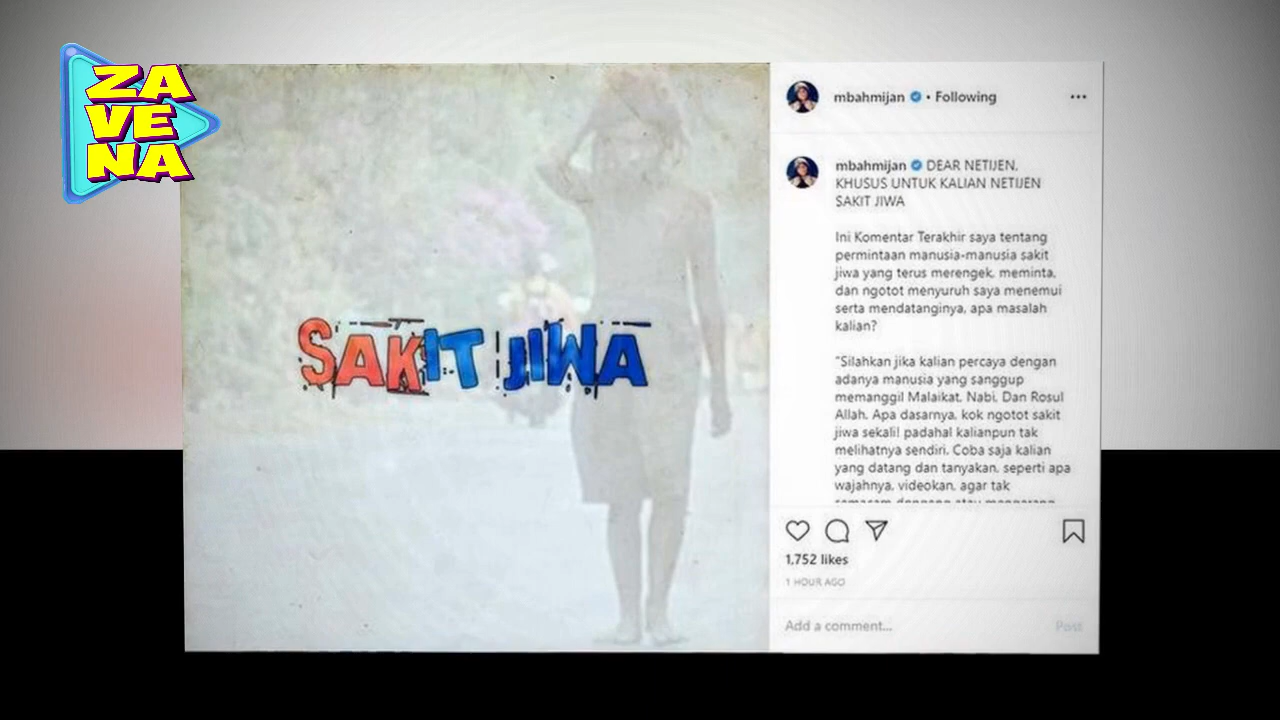 ZA
VE
NA
SAKIT JIWA
mbahmijan • Following
mbahmijan DEAR NETIJEN.
KHUSUS UNTUK KALIAN NETIJEN
SAKIT JIWA
Ini Komentar Terakhir saya tentang
permintaan manusia-manusia sakit
jiwa yang terus merengek, meminta,
dan ngotot menyuruh saya menemui
serta mendatanginya, apa masalah
kalian?
"Silahkan jika kalian percaya dengan
adanya manusia yang sanggup
memanggil Malaikat, Nabi, Dan Rosul
Allah. Apa dasarnya, kok ngotot sakit
jiwa sekali! padahal kalianpun tak
melihatnya sendiri. Coba saja kalian
yang datang dan tanyakan, seperti apa
wajahnya, videokan, agar tak
1,752 likes
1 HOUR AGO
Add a comment...
Post